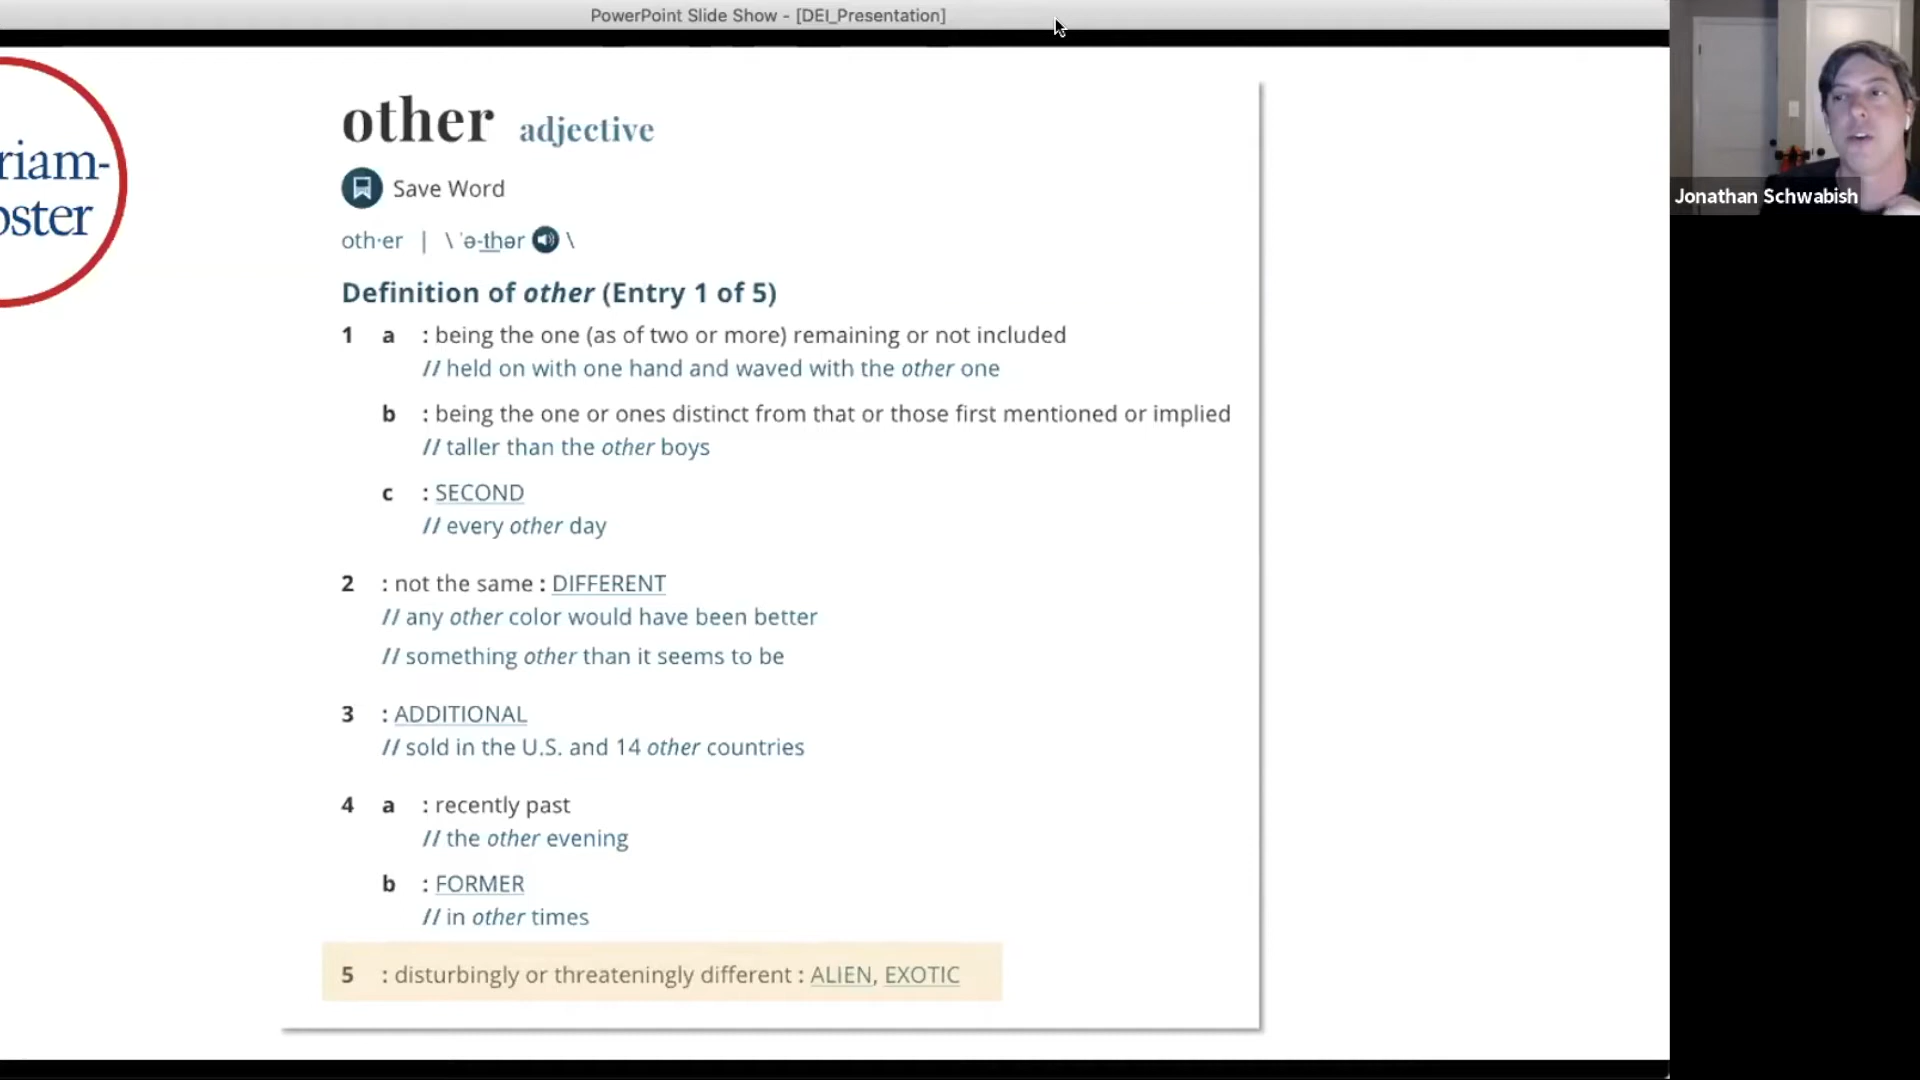 PowerPoint Slide Show - [DEI_Presentation]
riam-
ster
other adjective
Save Word
oth·er | \ ˈə-t͟hər \
Definition of other (Entry 1 of 5)
1 a : being the one (as of two or more) remaining or not included
// held on with one hand and waved with the other one
b : being the one or ones distinct from that or those first mentioned or implied
// taller than the other boys
c : SECOND
// every other day
2 : not the same : DIFFERENT
// any other color would have been better
// something other than it seems to be
3 : ADDITIONAL
// sold in the U.S. and 14 other countries
4 a : recently past
// the other evening
b : FORMER
// in other times
5 : disturbingly or threateningly different : ALIEN, EXOTIC
Jonathan Schwabish